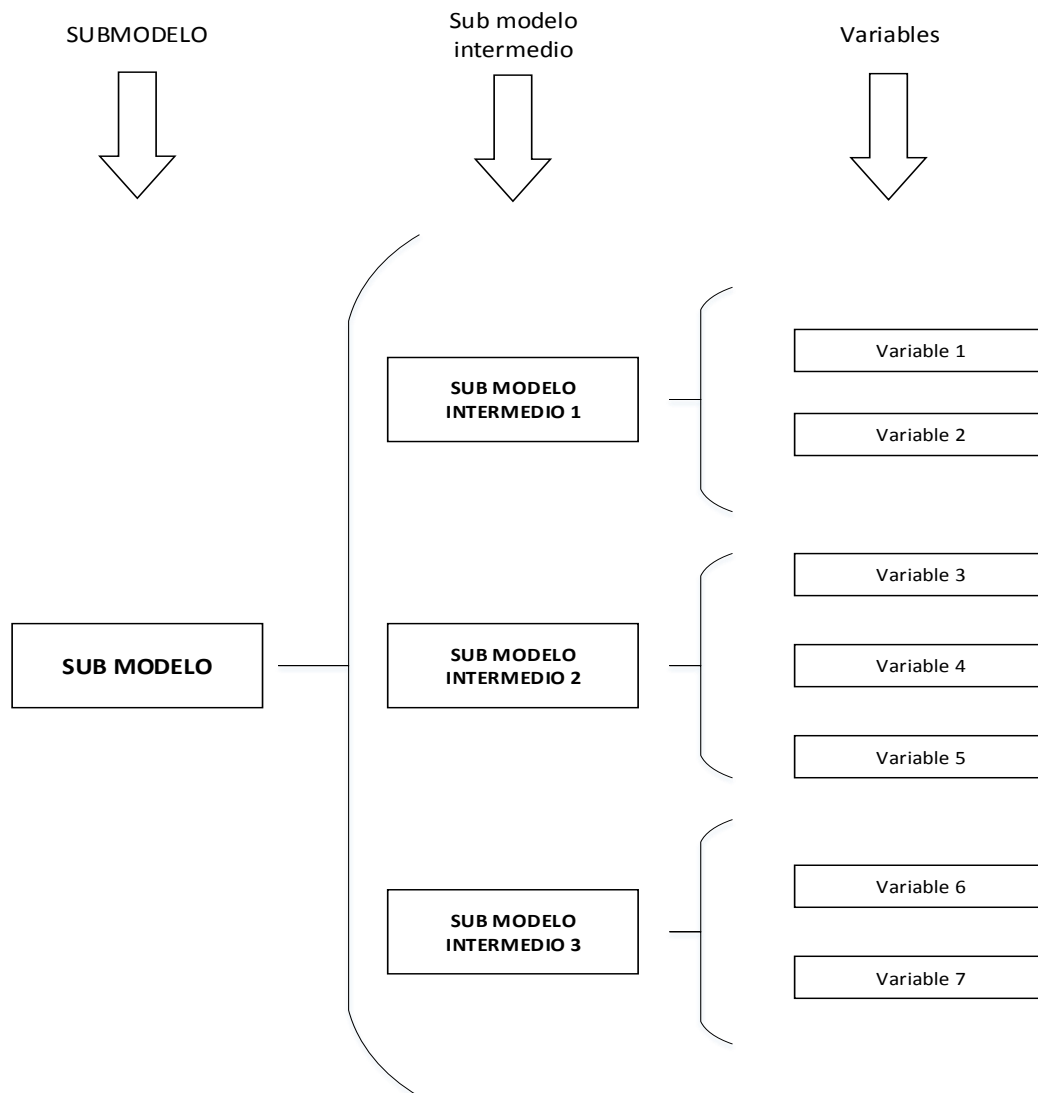 SUBMODELO
Sub modelo
intermedio
Variables
SUB MODELO
INTERMEDIO 1
Variable 1
Variable 2
SUB MODELO
SUB MODELO
INTERMEDIO 2
Variable 3
Variable 4
Variable 5
SUB MODELO
INTERMEDIO 3
Variable 6
Variable 7